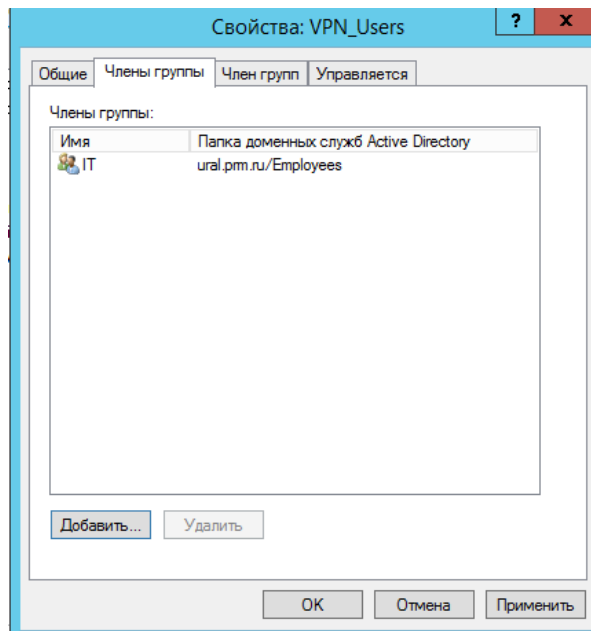 Свойства: VPN_Users
? x
Общие Члены группы Член групп Управляется
Члены группы:
Имя Папка доменных служб Active Directory
IT ural.prm.ru/Employees
Добавить... Удалить
OK Отмена Применить